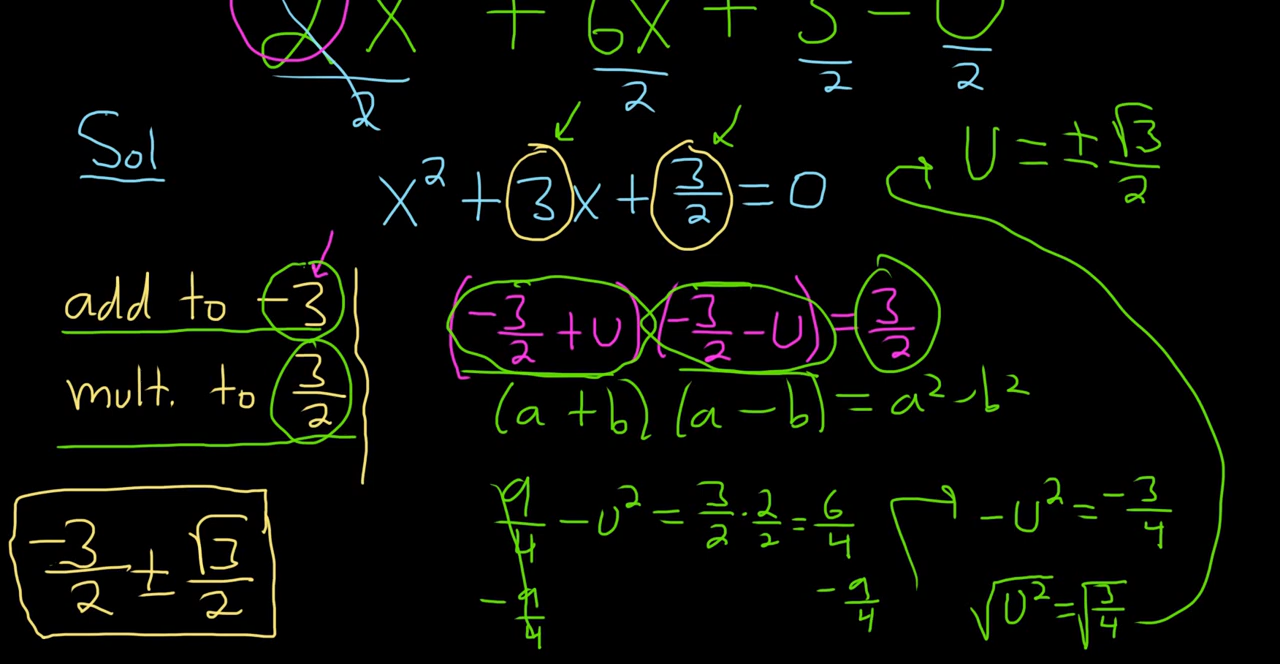 2x + 6x + 3 = 0
2 2 2 2
Sol
x² + 3x + 3/2 = 0
U = ± √3/2
add to -3
mult. to 3/2
(-3/2 + U)(-3/2 - U) = 3/2
(a + b)(a - b) = a² - b²
9/4 - U² = 3/2 · 2/2 = 6/4
- 9/4 - 9/4
- U² = -3/4
√U² = √3/4
-3/2 ± √3/2